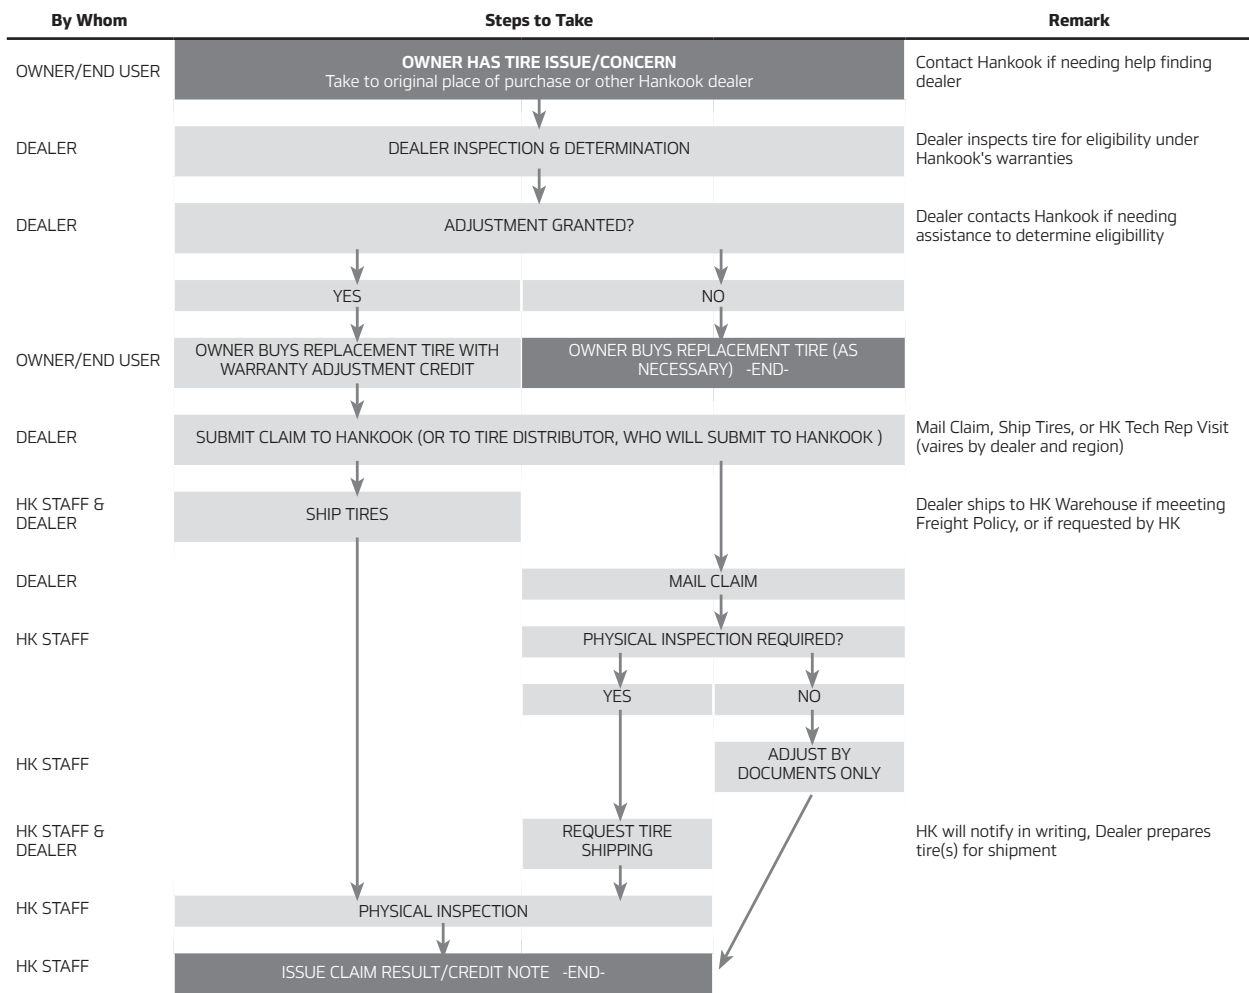 By Whom
Steps to Take
Remark
OWNER/END USER
OWNER HAS TIRE ISSUE/CONCERN
Take to original place of purchase or other Hankook dealer
Contact Hankook if needing help finding
dealer
DEALER
DEALER INSPECTION & DETERMINATION
Dealer inspects tire for eligibility under
Hankook's warranties
DEALER
ADJUSTMENT GRANTED?
Dealer contacts Hankook if needing
assistance to determine eligibillity
YES
NO
OWNER/END USER
OWNER BUYS REPLACEMENT TIRE WITH
WARRANTY ADJUSTMENT CREDIT
OWNER BUYS REPLACEMENT TIRE (AS
NECESSARY) -END-
DEALER
SUBMIT CLAIM TO HANKOOK (OR TO TIRE DISTRIBUTOR, WHO WILL SUBMIT TO HANKOOK )
Mail Claim, Ship Tires, or HK Tech Rep Visit
(vaires by dealer and region)
HK STAFF &
DEALER
SHIP TIRES
Dealer ships to HK Warehouse if meeeting
Freight Policy, or if requested by HK
DEALER
MAIL CLAIM
HK STAFF
PHYSICAL INSPECTION REQUIRED?
YES
NO
HK STAFF
ADJUST BY
DOCUMENTS ONLY
HK STAFF &
DEALER
REQUEST TIRE
SHIPPING
HK will notify in writing, Dealer prepares
tire(s) for shipment
HK STAFF
PHYSICAL INSPECTION
HK STAFF
ISSUE CLAIM RESULT/CREDIT NOTE -END-